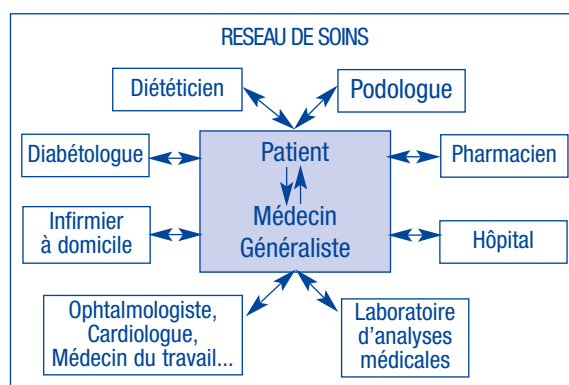 RESEAU DE SOINS
Diététicien
Podologue
Diabétologue
Patient
Pharmacien
Infirmier
à domicile
Médecin
Généraliste
Hôpital
Ophtalmologiste,
Cardiologue,
Médecin du travail...
Laboratoire
d'analyses
médicales